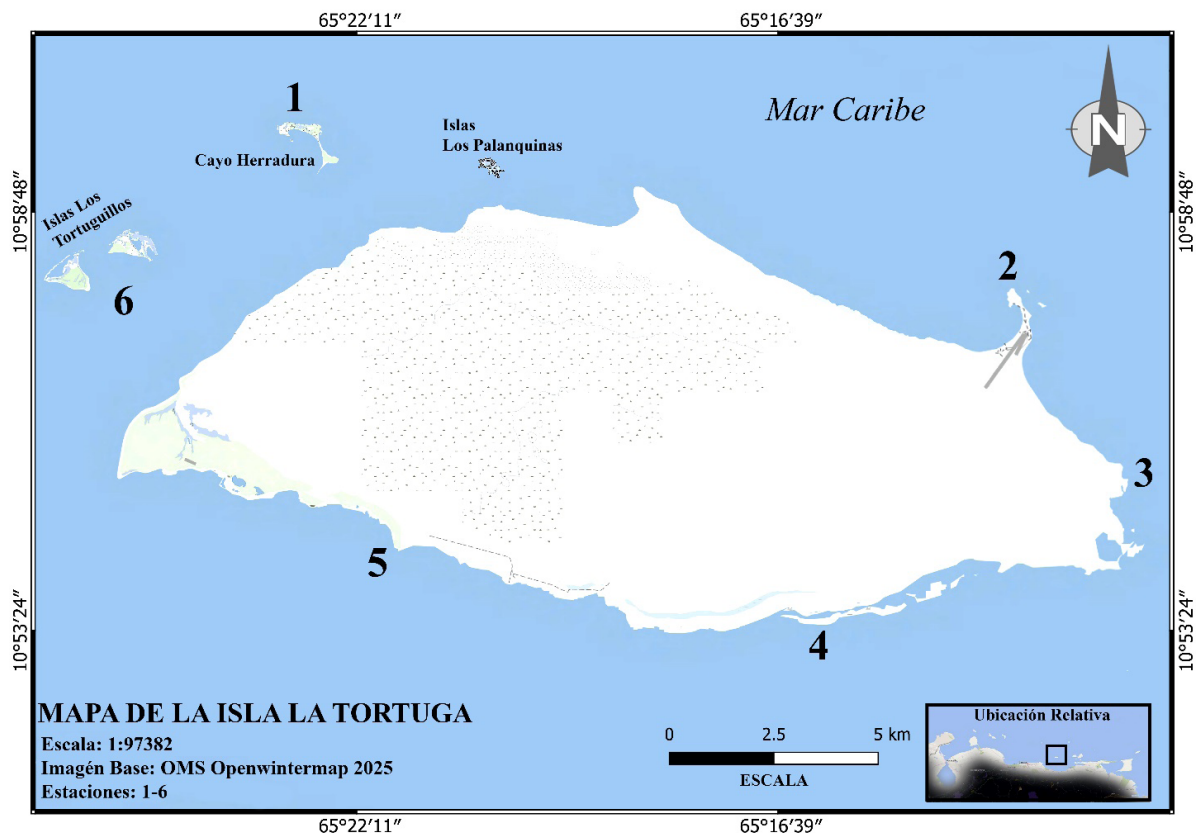 65°22′11″ 65°16′39″
1
Mar Caribe
Islas
Los Palanquinas
N
Cayo Herradura
10°58′48″ 10°58′48″
Islas Los
Tortuguillos
2
6
3
5
4
10°53′24″ 10°53′24″
MAPA DE LA ISLA LA TORTUGA
Escala: 1:97382
Imagén Base: OMS Openwintermap 2025
Estaciones: 1-6
0 2.5 5 km
ESCALA
Ubicación Relativa
65°22′11″ 65°16′39″